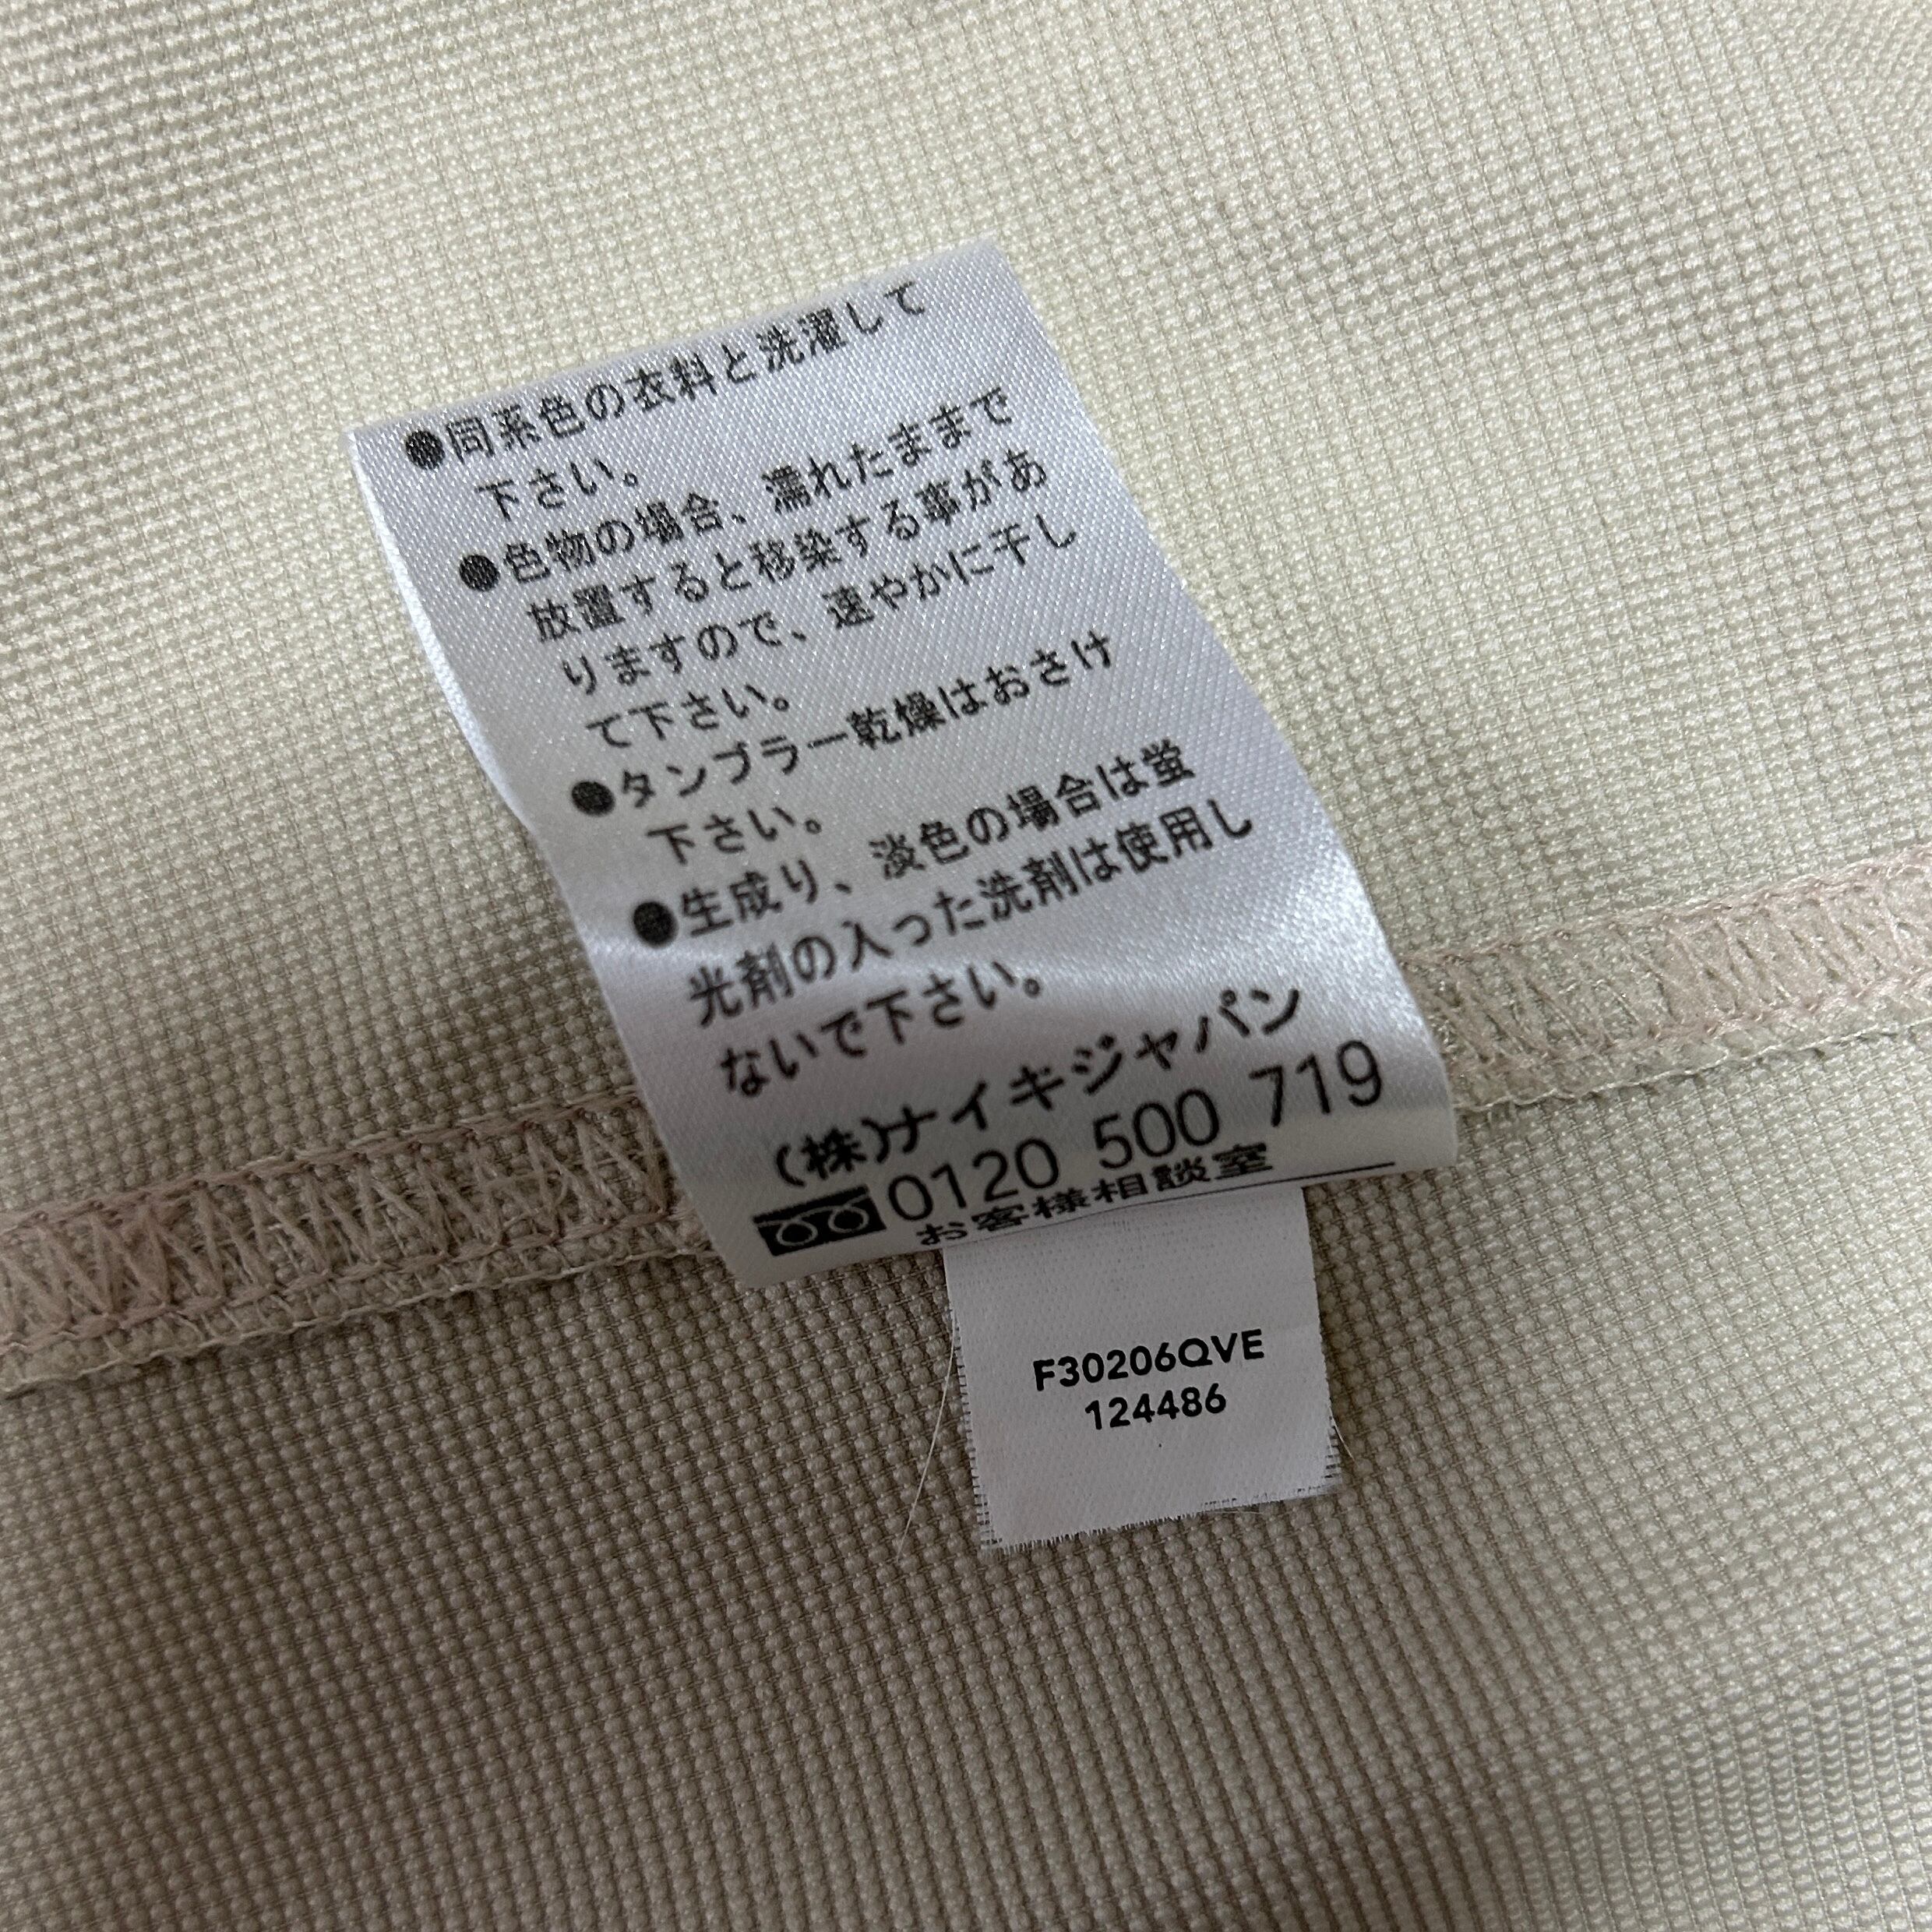 ●同系色の衣料と洗濯して
下さい。
●色物の場合、濡れたままで
放置すると移染する事があ
りますので、速やかに干し
て下さい。
●タンブラー乾燥はおさけ
下さい。
●生成り、淡色の場合は蛍
光剤の入った洗剤は使用し
ないで下さい。
(株)ナイキジャパン
0120 500 719
お客様相談室
F30206QVE
124486